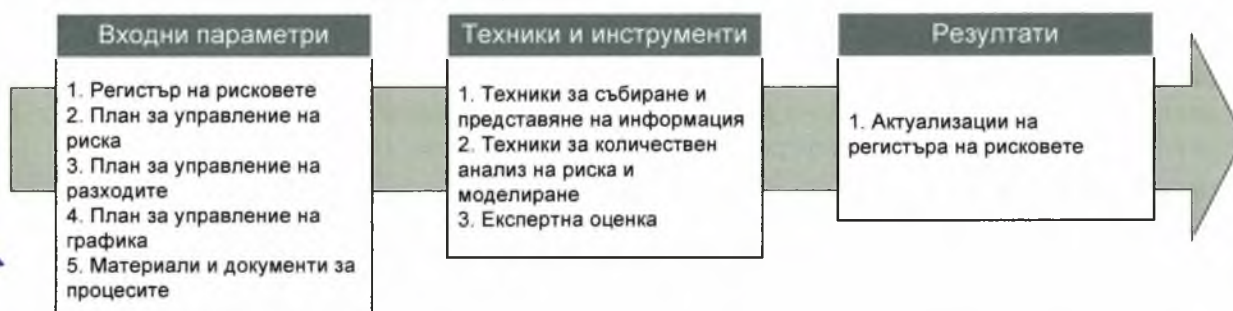 Входни параметри
1. Регистър на рисковете
2. План за управление на
риска
3. План за управление на
разходите
4. План за управление на
графика
5. Материали и документи за
процесите
Техники и инструменти
1. Техники за събиране и
представяне на информация
2. Техники за количествен
анализ на риска и
моделиране
3. Експертна оценка
Резултати
1. Актуализации на
регистъра на рисковете